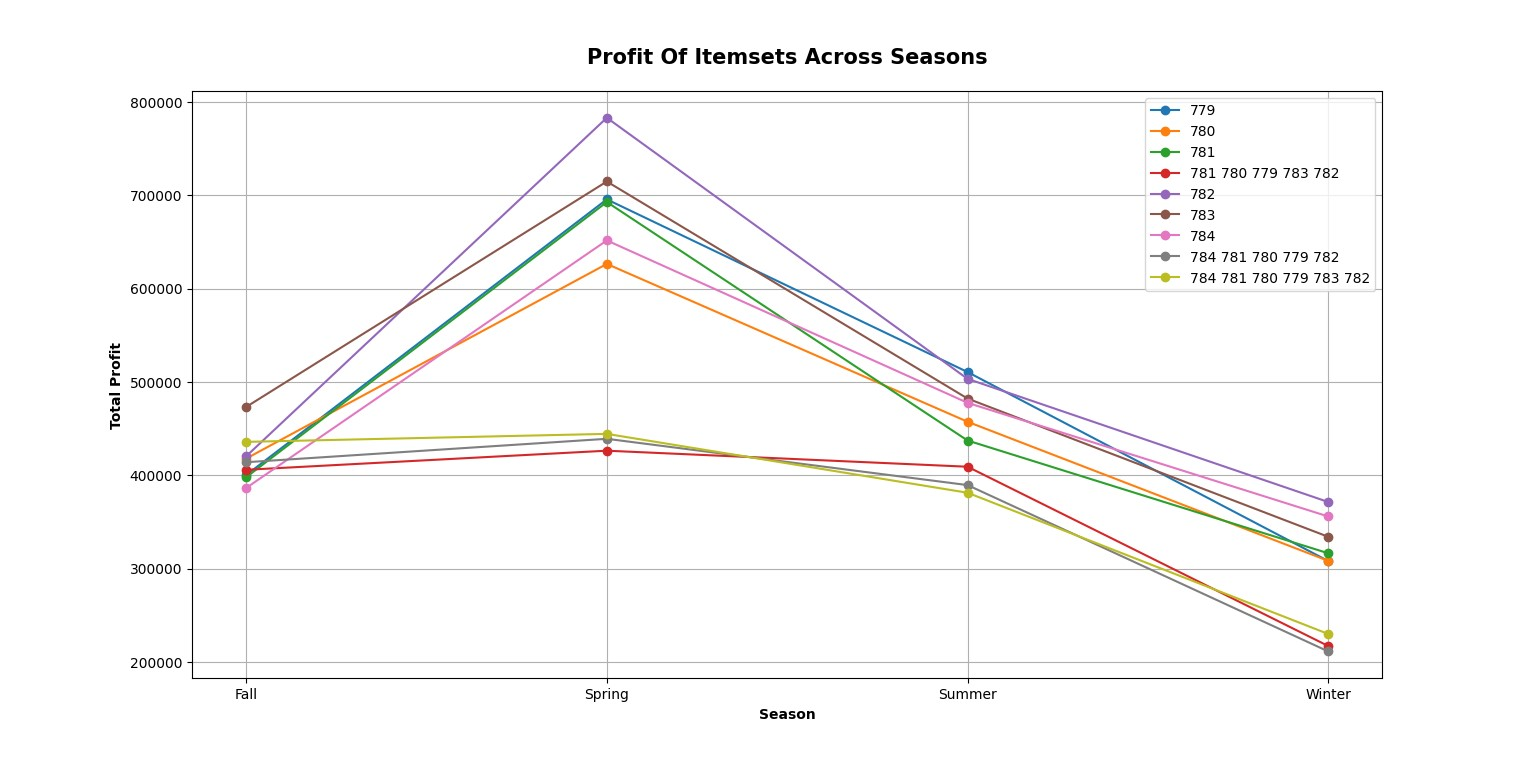 Profit Of Itemsets Across Seasons
800000
700000
600000
500000
400000
300000
200000
Total Profit
779
780
781
781 780 779 783 782
782
783
784
784 781 780 779 782
784 781 780 779 783 782
Fall Spring Summer Winter
Season